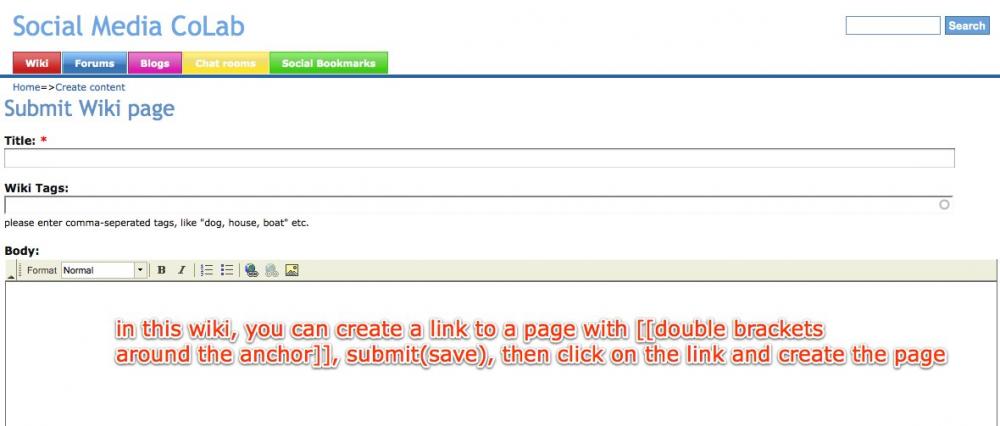 Social Media CoLab
Search
Wiki Forums Blogs Chat rooms Social Bookmarks
Home=>Create content
Submit Wiki page
Title: *
Wiki Tags:
please enter comma-seperated tags, like "dog, house, boat" etc.
Body:
Format Normal B I
in this wiki, you can create a link to a page with [[double brackets
around the anchor]], submit(save), then click on the link and create the page